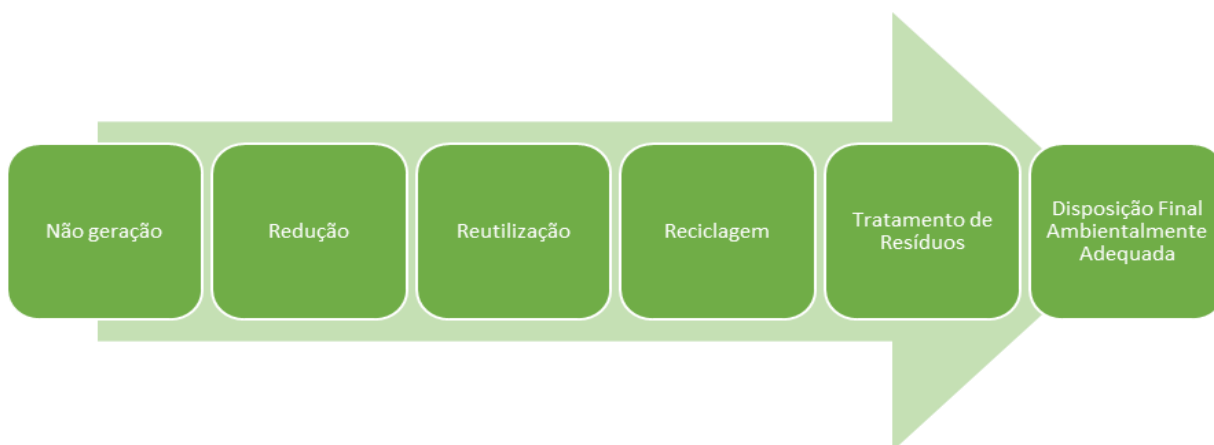 Não geração
Redução
Reutilização
Reciclagem
Tratamento de
Resíduos
Disposição Final
Ambientalmente
Adequada